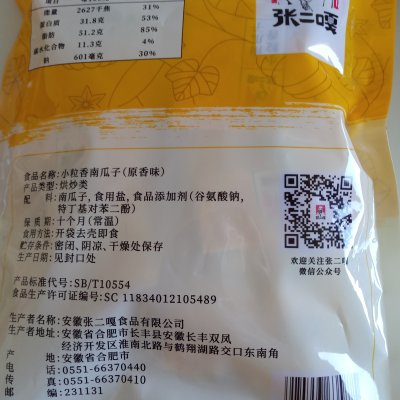 项目
能量 2627千焦 31%
蛋白质 31.8克 53%
脂肪 51.2克 85%
碳水化合物 11.3克 4%
钠 601毫克 30%
张二嘎
食品名称:小粒香南瓜子(原香味)
产品类型:烘炒类
配 料:南瓜子,食用盐,食品添加剂(谷氨酸钠,
特丁基对苯二酚)
保 质 期:十个月(常温)
食用方法:开袋去壳即食
贮存条件:密闭、阴凉、干燥处保存
生产日期:见封口处
欢迎关注张二嘎
微信公众号
产品标准代号:SB/T10554
食品生产许可证编号:SC 11834012105489
生产者名称:安徽张二嘎食品有限公司
生产者地址:安徽省合肥市长丰县安徽长丰双凤
经济开发区淮南北路与鹤翔湖路交口东南角
产 地:安徽省合肥市
电 话:0551-66370440
传 真:0551-66370410
邮 编:231131